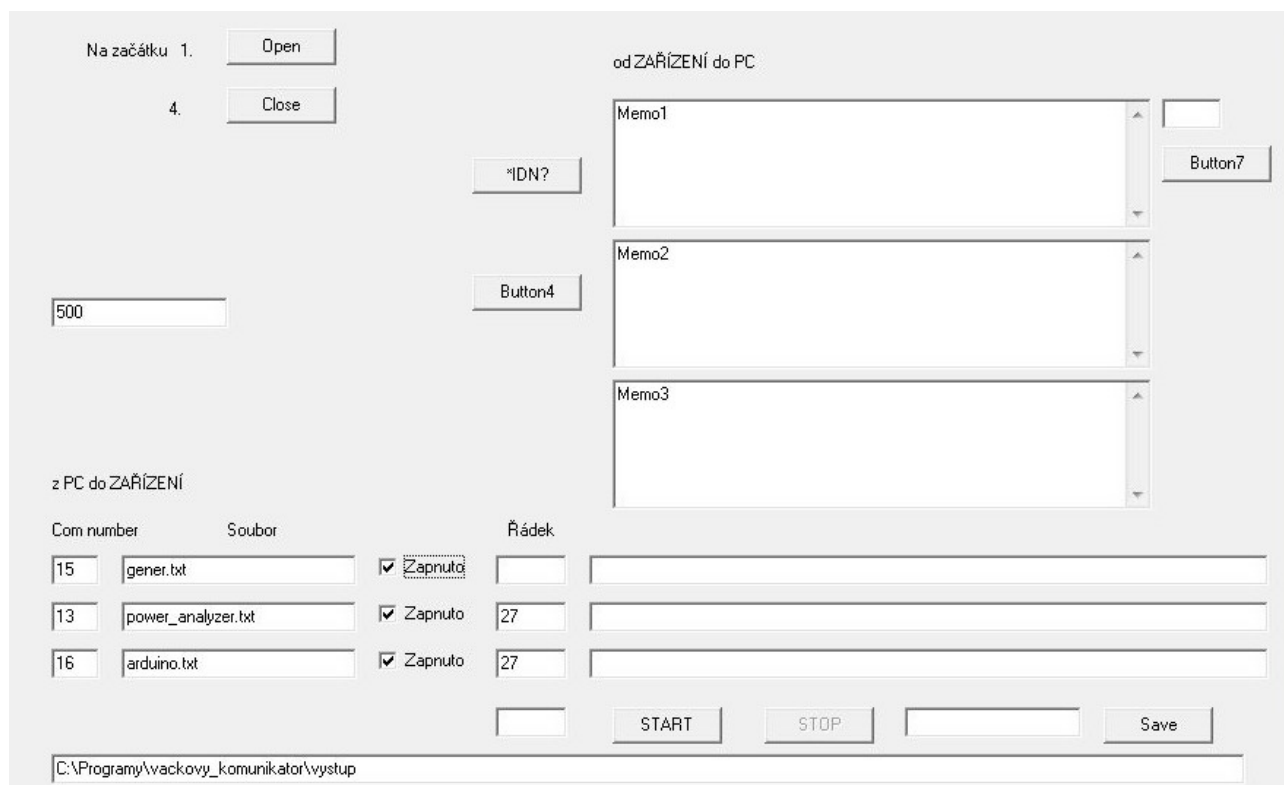 Na začátku 1. Open
4. Close
od ZAŘÍZENÍ do PC
Memo1
*IDN?
Button7
Memo2
Button4
500
Memo3
z PC do ZAŘÍZENÍ
Com number Soubor Řádek
15 gener.txt Zapnuto
13 power_analyzer.txt Zapnuto 27
16 arduino.txt Zapnuto 27
START STOP Save
C:\Programy\vackovy_komunikator\vystup